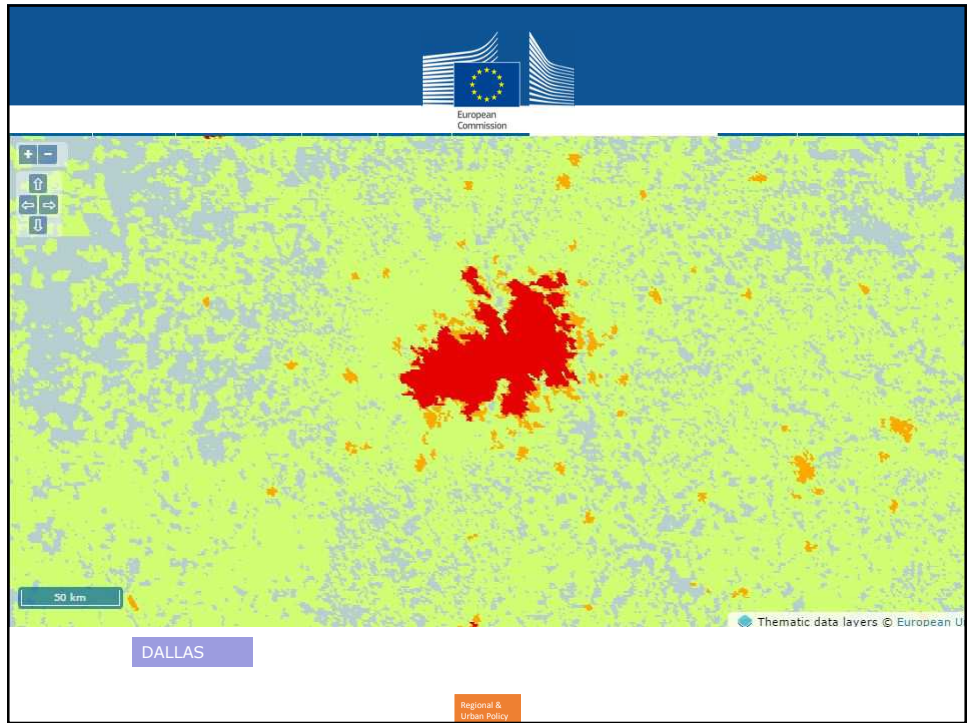 European
Commission
+ -
50 km
Thematic data layers © European U
DALLAS
Regional &
Urban Policy